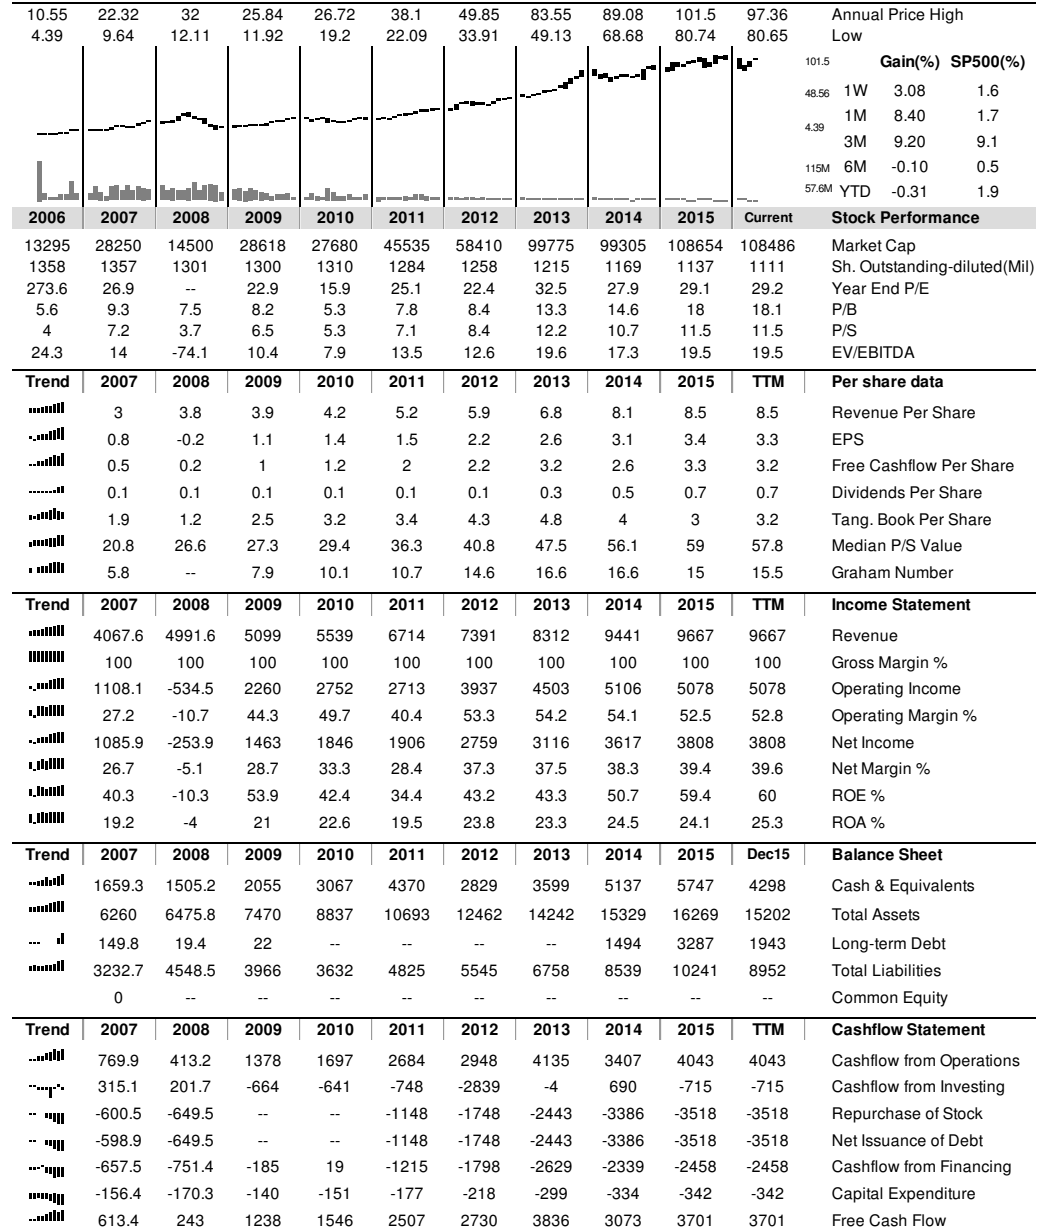 10.55 22.32 32 25.84 26.72 38.1 49.85 83.55 89.08 101.5 97.36 Annual Price High
4.39 9.64 12.11 11.92 19.2 22.09 33.91 49.13 68.68 80.74 80.65 Low
101.5 Gain(%) SP500(%)
48.56 1W 3.08 1.6
1M 8.40 1.7
4.39
3M 9.20 9.1
115M 6M -0.10 0.5
57.6M YTD -0.31 1.9
2006 2007 2008 2009 2010 2011 2012 2013 2014 2015 Current Stock Performance
13295 28250 14500 28618 27680 45535 58410 99775 99305 108654 108486 Market Cap
1358 1357 1301 1300 1310 1284 1258 1215 1169 1137 1111 Sh. Outstanding-diluted(Mil)
273.6 26.9 -- 22.9 15.9 25.1 22.4 32.5 27.9 29.1 29.2 Year End P/E
5.6 9.3 7.5 8.2 5.3 7.8 8.4 13.3 14.6 18 18.1 P/B
4 7.2 3.7 6.5 5.3 7.1 8.4 12.2 10.7 11.5 11.5 P/S
24.3 14 -74.1 10.4 7.9 13.5 12.6 19.6 17.3 19.5 19.5 EV/EBITDA
Trend 2007 2008 2009 2010 2011 2012 2013 2014 2015 TTM Per share data
3 3.8 3.9 4.2 5.2 5.9 6.8 8.1 8.5 8.5 Revenue Per Share
0.8 -0.2 1.1 1.4 1.5 2.2 2.6 3.1 3.4 3.3 EPS
0.5 0.2 1 1.2 2 2.2 3.2 2.6 3.3 3.2 Free Cashflow Per Share
0.1 0.1 0.1 0.1 0.1 0.1 0.3 0.5 0.7 0.7 Dividends Per Share
1.9 1.2 2.5 3.2 3.4 4.3 4.8 4 3 3.2 Tang. Book Per Share
20.8 26.6 27.3 29.4 36.3 40.8 47.5 56.1 59 57.8 Median P/S Value
5.8 -- 7.9 10.1 10.7 14.6 16.6 16.6 15 15.5 Graham Number
Trend 2007 2008 2009 2010 2011 2012 2013 2014 2015 TTM Income Statement
4067.6 4991.6 5099 5539 6714 7391 8312 9441 9667 9667 Revenue
100 100 100 100 100 100 100 100 100 100 Gross Margin %
1108.1 -534.5 2260 2752 2713 3937 4503 5106 5078 5078 Operating Income
27.2 -10.7 44.3 49.7 40.4 53.3 54.2 54.1 52.5 52.8 Operating Margin %
1085.9 -253.9 1463 1846 1906 2759 3116 3617 3808 3808 Net Income
26.7 -5.1 28.7 33.3 28.4 37.3 37.5 38.3 39.4 39.6 Net Margin %
40.3 -10.3 53.9 42.4 34.4 43.2 43.3 50.7 59.4 60 ROE %
19.2 -4 21 22.6 19.5 23.8 23.3 24.5 24.1 25.3 ROA %
Trend 2007 2008 2009 2010 2011 2012 2013 2014 2015 Dec15 Balance Sheet
1659.3 1505.2 2055 3067 4370 2829 3599 5137 5747 4298 Cash & Equivalents
6260 6475.8 7470 8837 10693 12462 14242 15329 16269 15202 Total Assets
149.8 19.4 22 -- -- -- -- 1494 3287 1943 Long-term Debt
3232.7 4548.5 3966 3632 4825 5545 6758 8539 10241 8952 Total Liabilities
0 -- -- -- -- -- -- -- -- -- Common Equity
Trend 2007 2008 2009 2010 2011 2012 2013 2014 2015 TTM Cashflow Statement
769.9 413.2 1378 1697 2684 2948 4135 3407 4043 4043 Cashflow from Operations
315.1 201.7 -664 -641 -748 -2839 -4 690 -715 -715 Cashflow from Investing
-600.5 -649.5 -- -- -1148 -1748 -2443 -3386 -3518 -3518 Repurchase of Stock
-598.9 -649.5 -- -- -1148 -1748 -2443 -3386 -3518 -3518 Net Issuance of Debt
-657.5 -751.4 -185 19 -1215 -1798 -2629 -2339 -2458 -2458 Cashflow from Financing
-156.4 -170.3 -140 -151 -177 -218 -299 -334 -342 -342 Capital Expenditure
613.4 243 1238 1546 2507 2730 3836 3073 3701 3701 Free Cash Flow